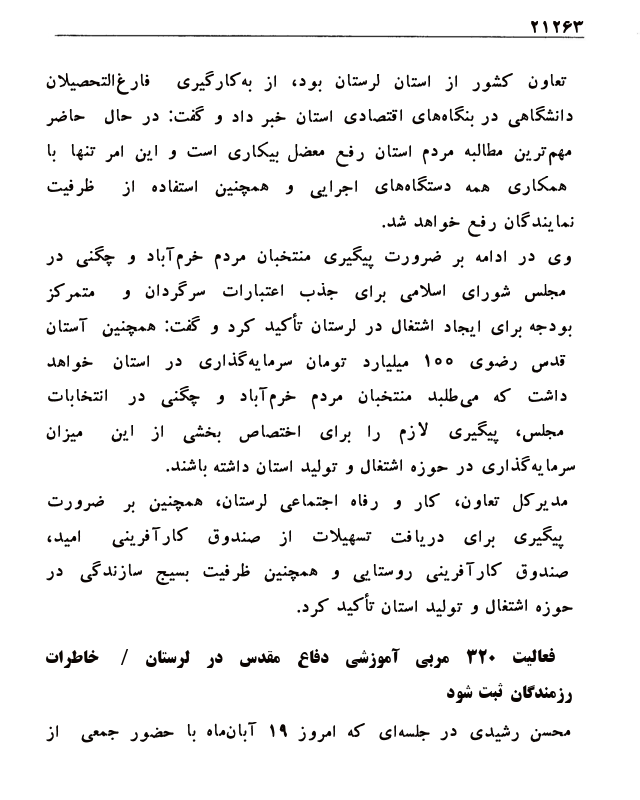 ۲۱۲۶۳
تعاون کشور از استان لرستان بود، از به‌کارگیری فارغ‌التحصیلان
دانشگاهی در بنگاه‌های اقتصادی استان خبر داد و گفت: در حال حاضر
مهم‌ترین مطالبه مردم استان رفع معضل بیکاری است و این امر تنها با
همکاری همه دستگاه‌های اجرایی و همچنین استفاده از ظرفیت
نمایندگان رفع خواهد شد.
وی در ادامه بر ضرورت پیگیری منتخبان مردم خرم‌آباد و چگنی در
مجلس شورای اسلامی برای جذب اعتبارات سرگردان و متمرکز
بودجه برای ایجاد اشتغال در لرستان تأکید کرد و گفت: همچنین آستان
قدس رضوی ۱۰۰ میلیارد تومان سرمایه‌گذاری در استان خواهد
داشت که می‌طلبد منتخبان مردم خرم‌آباد و چگنی در انتخابات
مجلس، پیگیری لازم را برای اختصاص بخشی از این میزان
سرمایه‌گذاری در حوزه اشتغال و تولید استان داشته باشند.
مدیرکل تعاون، کار و رفاه اجتماعی لرستان، همچنین بر ضرورت
پیگیری برای دریافت تسهیلات از صندوق کارآفرینی امید،
صندوق کارآفرینی روستایی و همچنین ظرفیت بسیج سازندگی در
حوزه اشتغال و تولید استان تأکید کرد.
فعالیت ۳۲۰ مربی آموزشی دفاع مقدس در لرستان / خاطرات
رزمندگان ثبت شود
محسن رشیدی در جلسه‌ای که امروز ۱۹ آبان‌ماه با حضور جمعی از